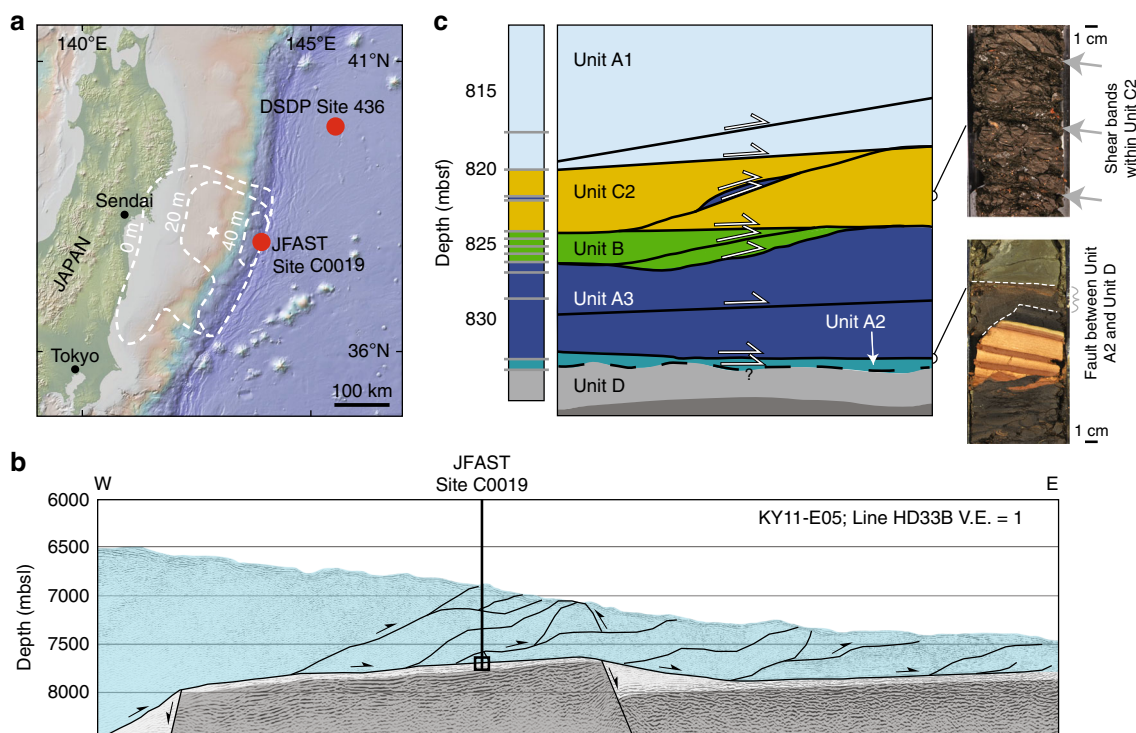 a
140°E
145°E
41°N
DSDP Site 436
Sendai
0 m
20 m
40 m
JAPAN
JFAST
Site C0019
Tokyo
36°N
100 km
c
Depth (mbsf)
815
820
825
830
Unit A1
Unit C2
Unit B
Unit A3
Unit A2
?
Unit D
1 cm
Shear bands
within Unit C2
Fault between Unit
A2 and Unit D
1 cm
b
JFAST
Site C0019
W
E
KY11-E05; Line HD33B V.E. = 1
Depth (mbsl)
6000
6500
7000
7500
8000